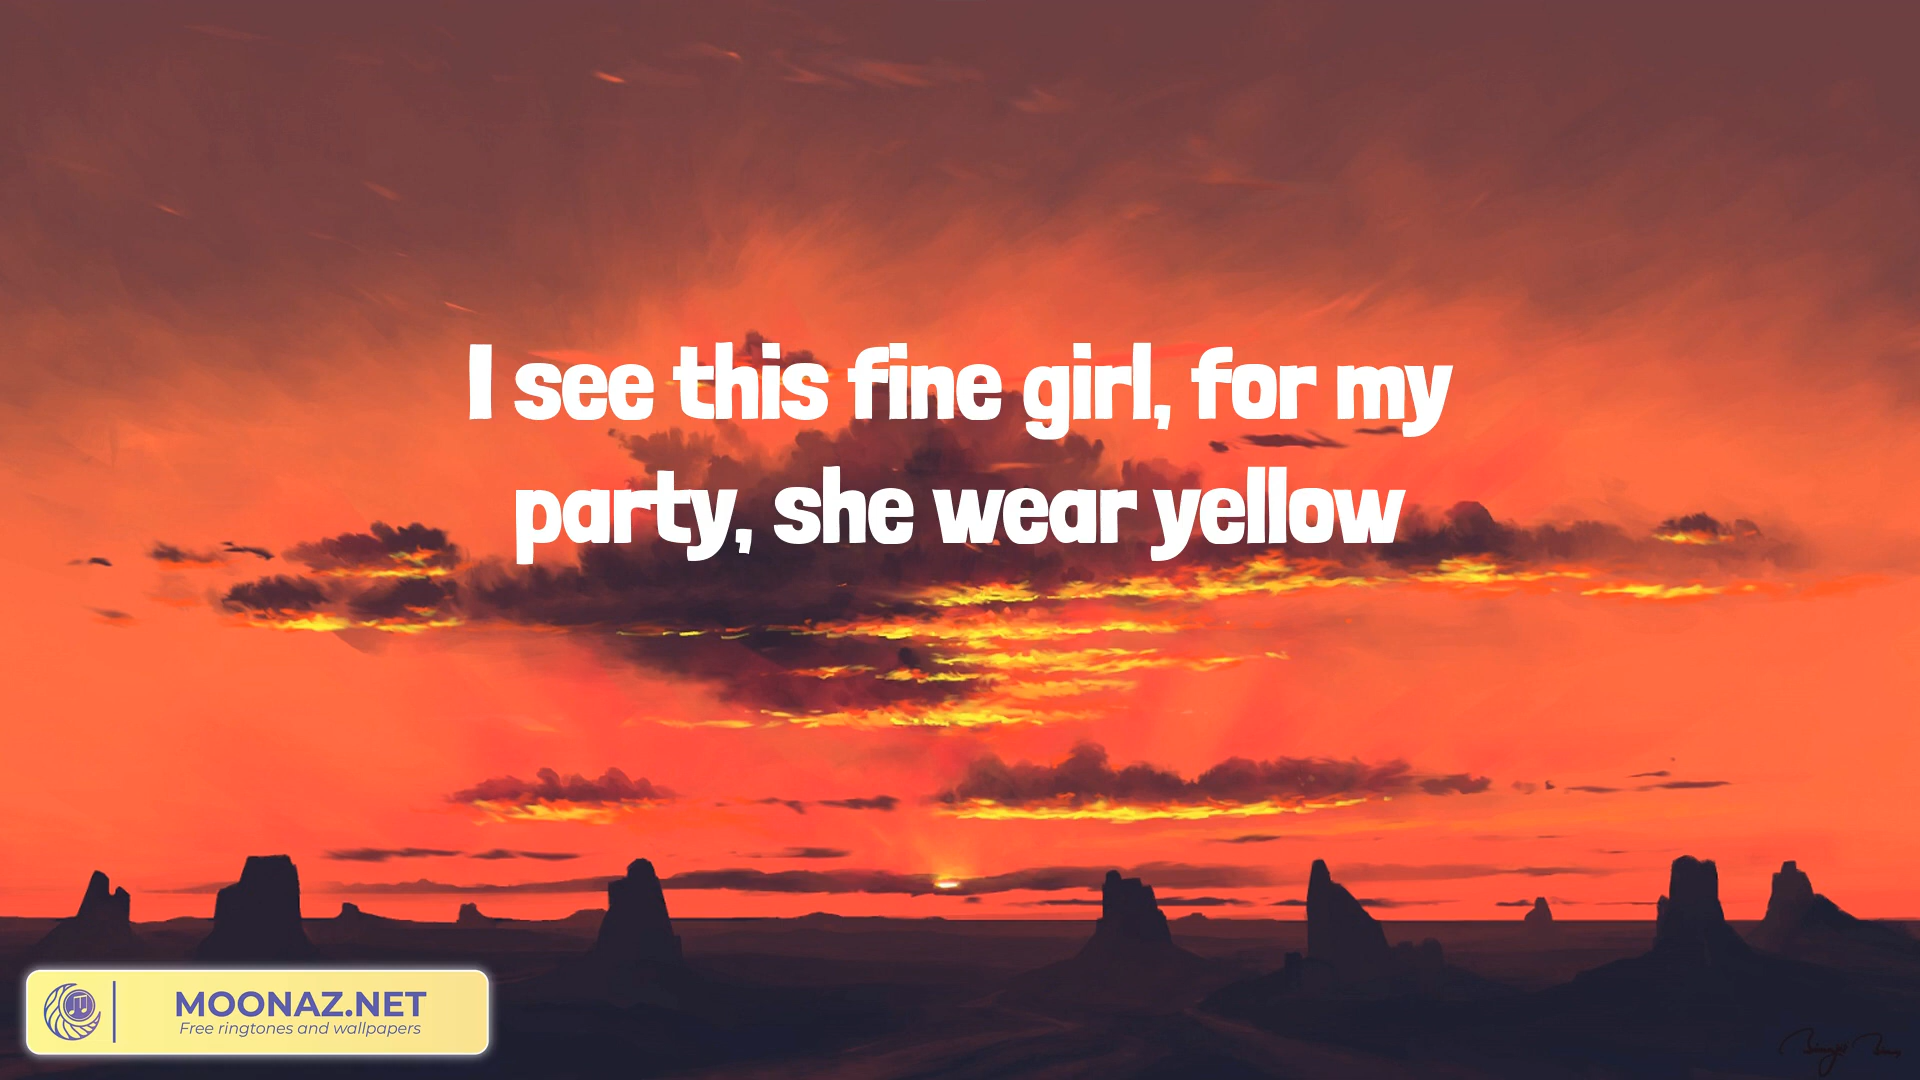 I see this fine girl, for my
party, she wear yellow
MOONAZ.NET
Free ringtones and wallpapers